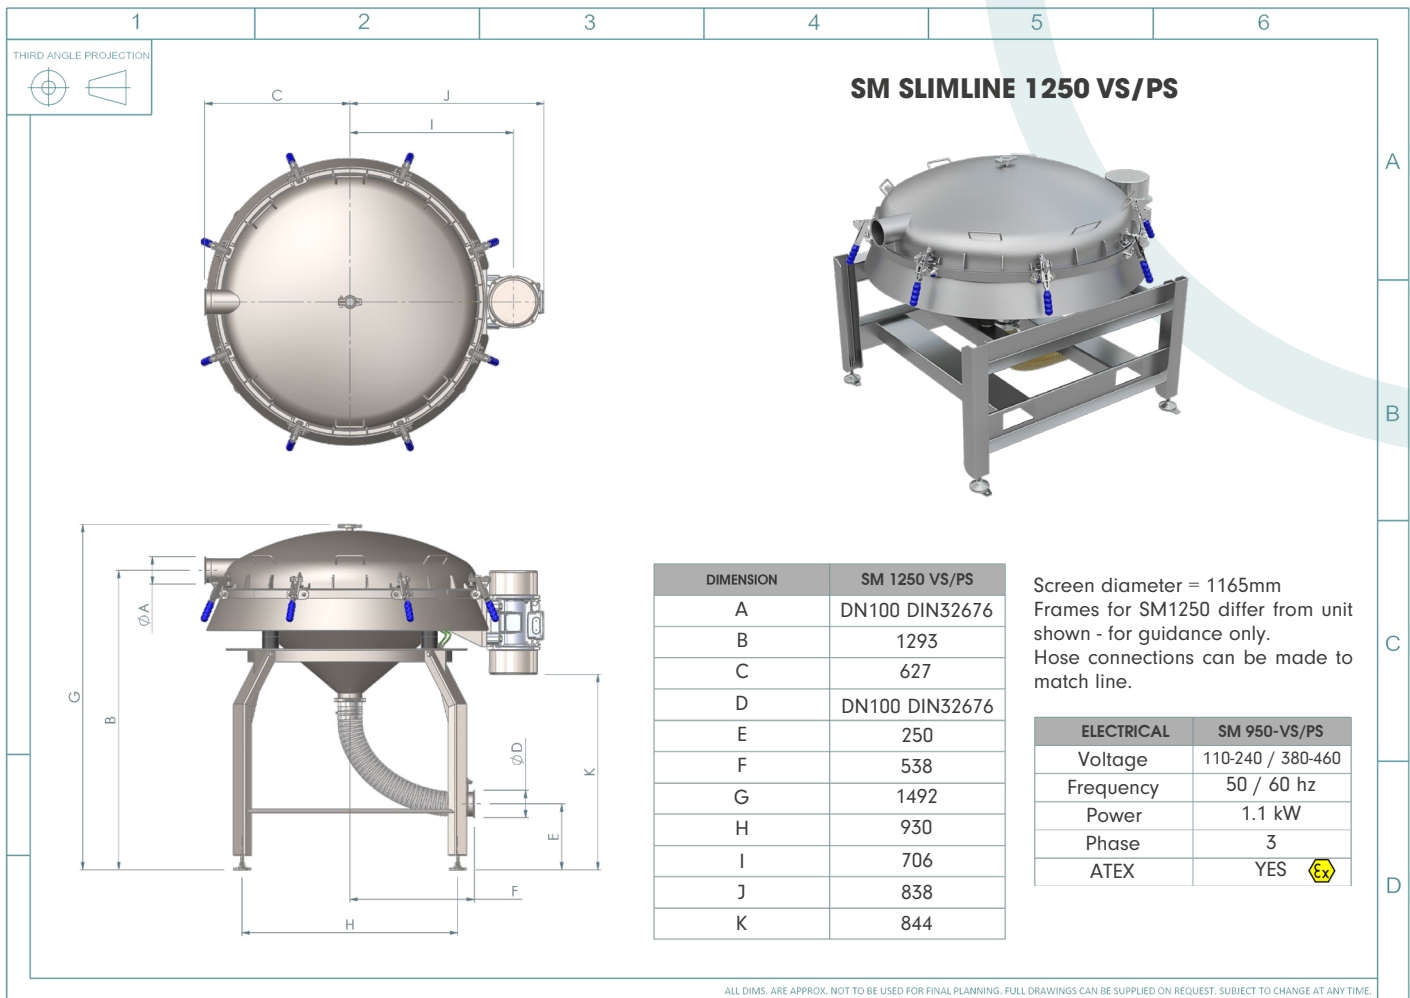 1 2 3 4 5 6
THIRD ANGLE PROJECTION
SM SLIMLINE 1250 VS/PS
C J
I
A
B
C
D
ØA
G
B
ØD
K
E
F
H
DIMENSION SM 1250 VS/PS
A DN100 DIN32676
B 1293
C 627
D DN100 DIN32676
E 250
F 538
G 1492
H 930
I 706
J 838
K 844
Screen diameter = 1165mm
Frames for SM1250 differ from unit
shown - for guidance only.
Hose connections can be made to
match line.
ELECTRICAL SM 950-VS/PS
Voltage 110-240 / 380-460
Frequency 50 / 60 hz
Power 1.1 kW
Phase 3
ATEX YES Ex
ALL DIMS. ARE APPROX. NOT TO BE USED FOR FINAL PLANNING. FULL DRAWINGS CAN BE SUPPLIED ON REQUEST. SUBJECT TO CHANGE AT ANY TIME.